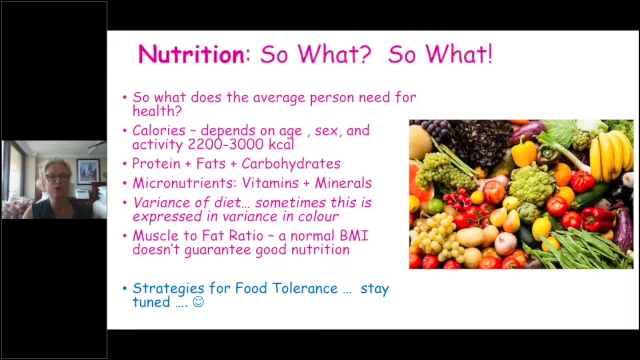 Nutrition: So What?  So What!
• So what does the average person need for
health?
• Calories – depends on age , sex, and
activity 2200-3000 kcal
• Protein + Fats + Carbohydrates
• Micronutrients: Vitamins + Minerals
• Variance of diet… sometimes this is
expressed in variance in colour
• Muscle to Fat Ratio – a normal BMI
doesn’t guarantee good nutrition
• Strategies for Food Tolerance …  stay
tuned …. ☺